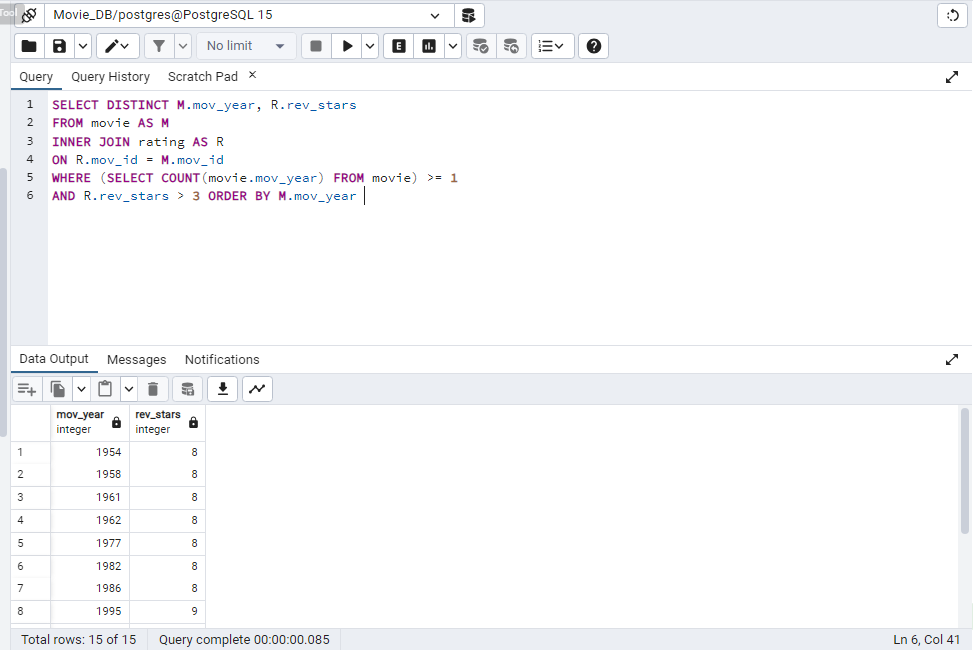 Tool
Movie_DB/postgres@PostgreSQL 15
No limit
E
Query Query History Scratch Pad ×
1 SELECT DISTINCT M.mov_year, R.rev_stars
2 FROM movie AS M
3 INNER JOIN rating AS R
4 ON R.mov_id = M.mov_id
5 WHERE (SELECT COUNT(movie.mov_year) FROM movie) >= 1
6 AND R.rev_stars > 3 ORDER BY M.mov_year
Data Output Messages Notifications
mov_year rev_stars
integer integer
1 1954 8
2 1958 8
3 1961 8
4 1962 8
5 1977 8
6 1982 8
7 1986 8
8 1995 9
Total rows: 15 of 15 Query complete 00:00:00.085 Ln 6, Col 41